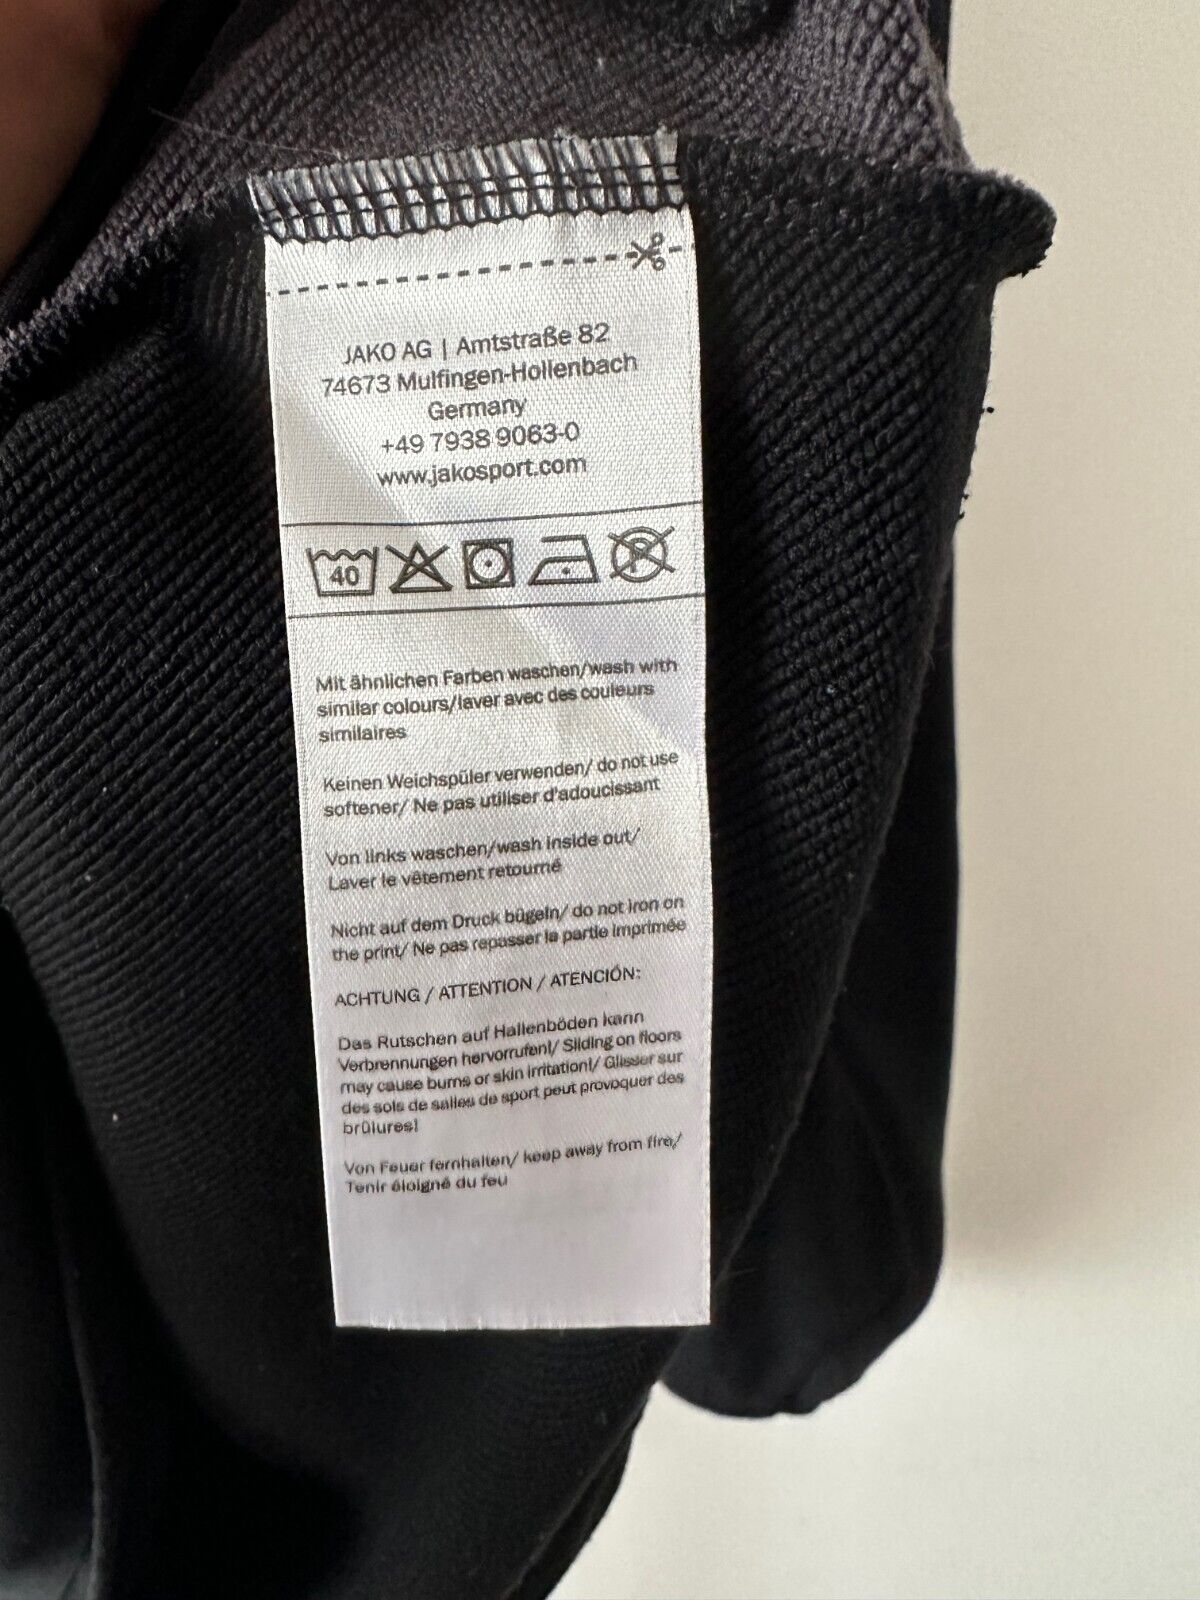 JAKO AG | Amtstraße 82
74673 Mulfingen-Hollenbach
Germany
+49 7938 9063-0
www.jakosport.com
40
P
Mit ähnlichen Farben waschen/wash with
similar colours/laver avec des couleurs
similaires
Keinen Weichspüler verwenden/ do not use
softener/ Ne pas utiliser d'adoucissant
Von links waschen/wash inside out/
Laver le vêtement retourné
Nicht auf dem Druck bügeln/ do not iron on
the print/ Ne pas repasser la partie imprimée
ACHTUNG / ATTENTION / ATENCIÓN:
Das Rutschen auf Hallenböden kann
Verbrennungen hervorrufen!/ Sliding on floors
may cause burns or skin irritation!/ Glisser sur
des sols de salles de sport peut provoquer des
brûlures!
Von Feuer fernhalten/ keep away from fire/
Tenir éloigné du feu